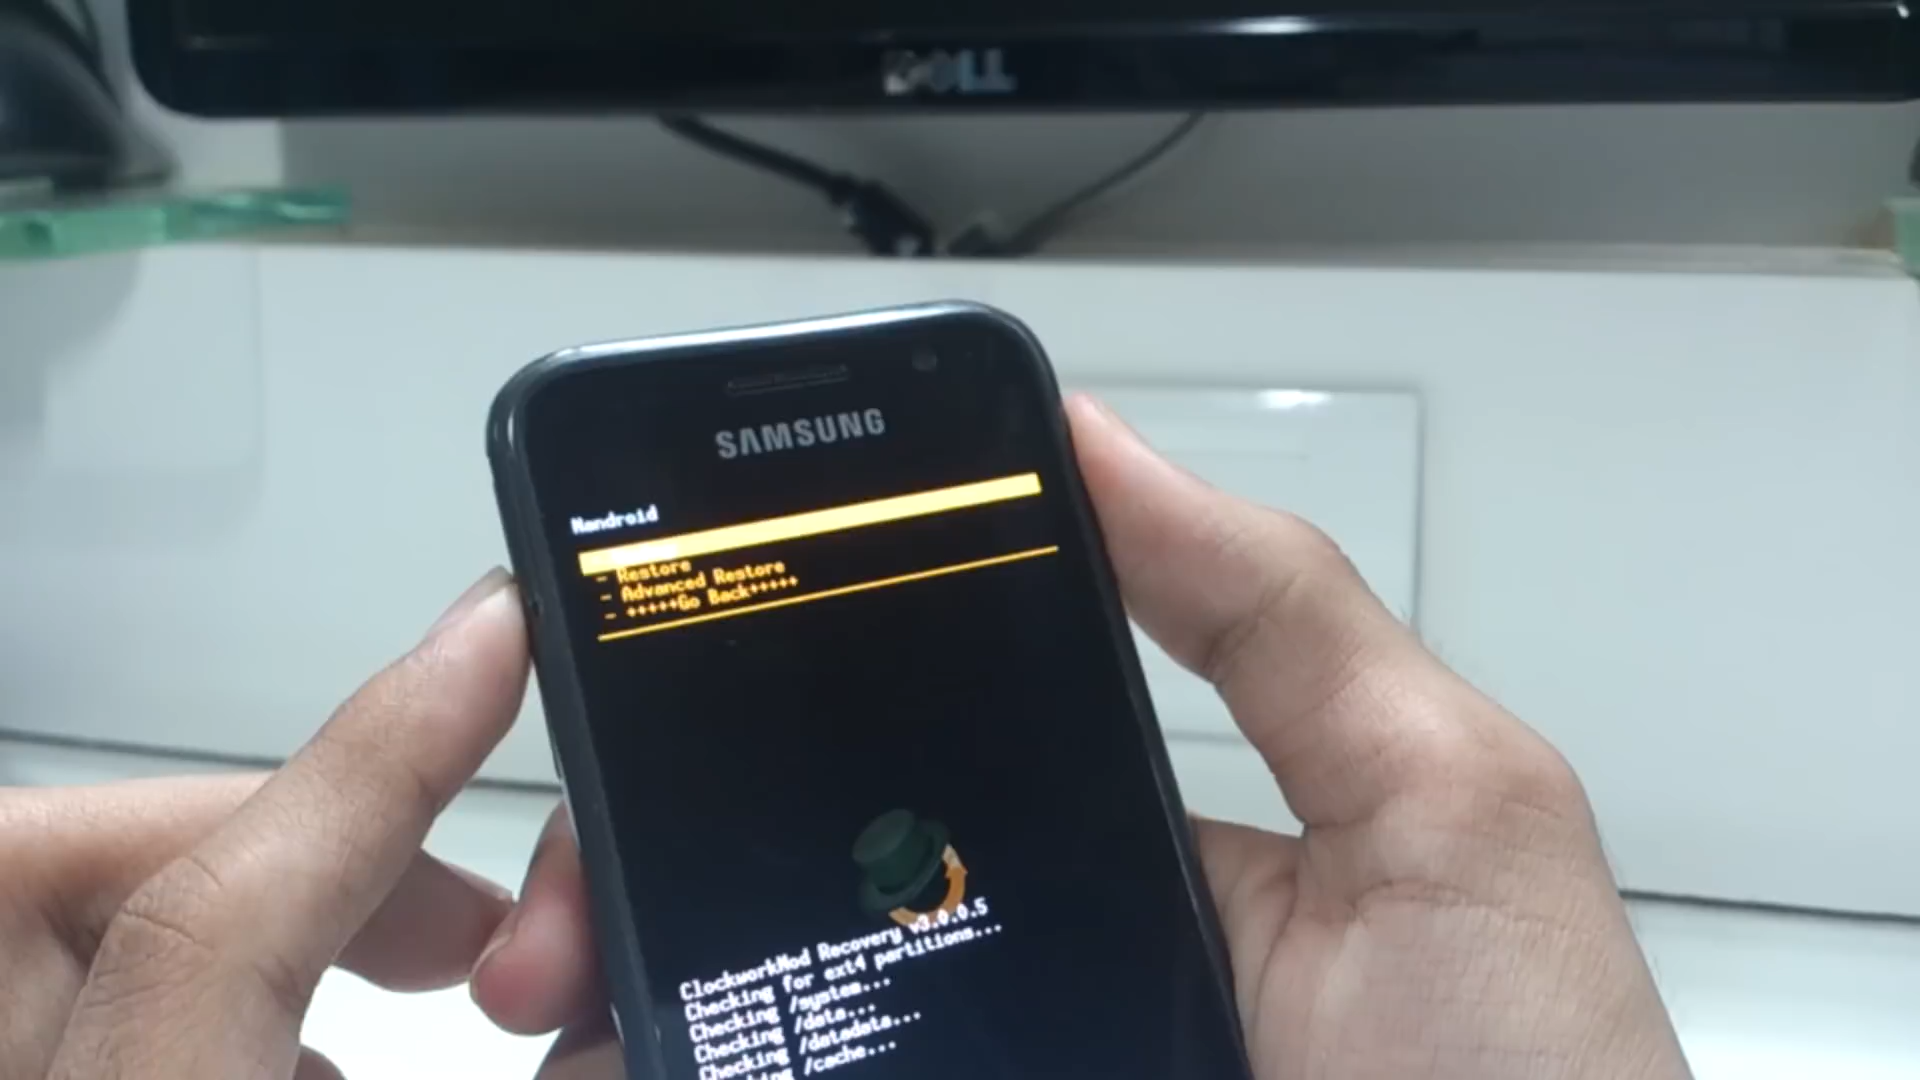 DELL
SAMSUNG
Nandroid
- Restore
- Advanced Restore
- +++++Go Back+++++
ClockworkMod Recovery v3.0.0.5
Checking for ext4 partitions...
Checking /system...
Checking /data...
Checking /datadata...
Checking /cache...